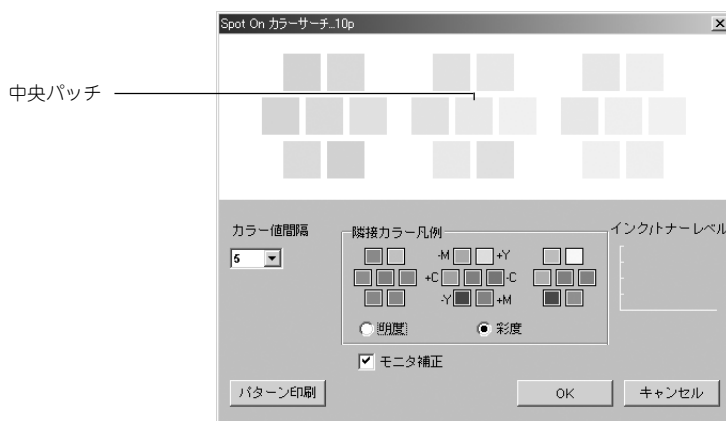 Spot On カラーサーチ...10p
中央パッチ
カラー値間隔
5
隣接カラー凡例
-M +Y
+C -C
-Y +M
明度
彩度
インク/トナーレベル
モニタ補正
パターン印刷
OK
キャンセル